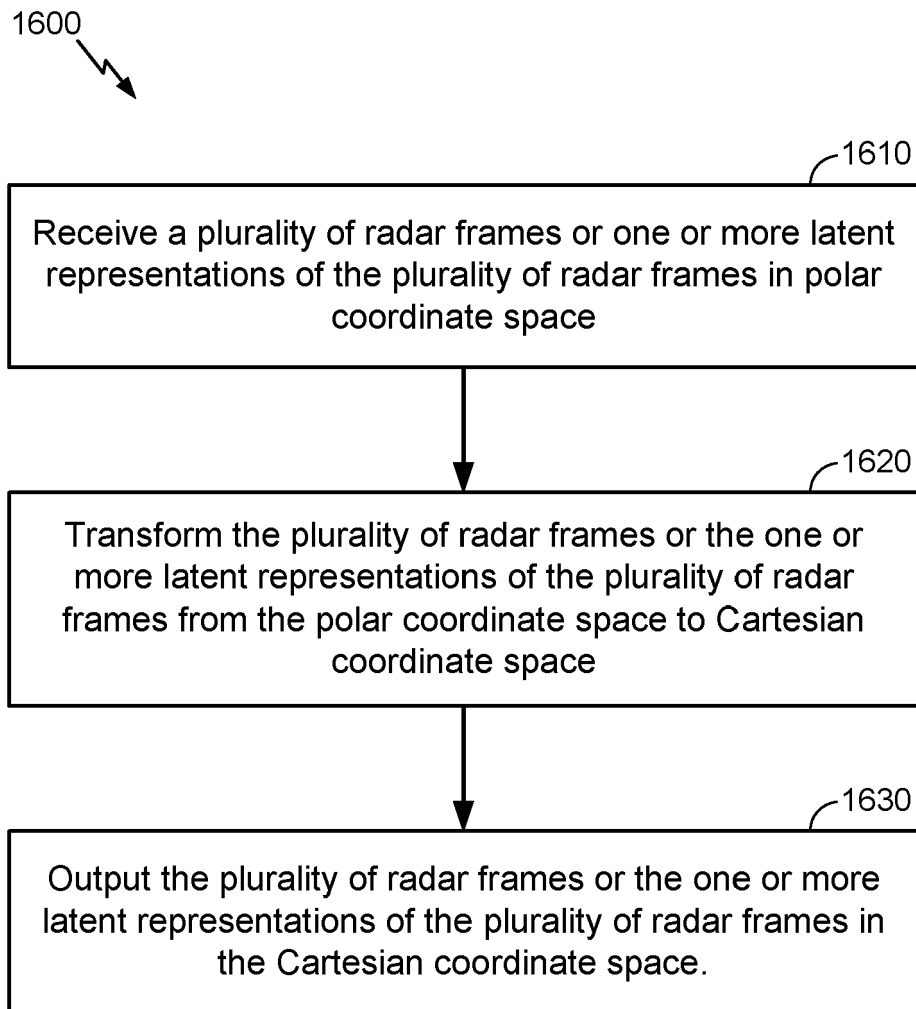 1600
1610
Receive a plurality of radar frames or one or more latent
representations of the plurality of radar frames in polar
coordinate space
1620
Transform the plurality of radar frames or the one or
more latent representations of the plurality of radar
frames from the polar coordinate space to Cartesian
coordinate space
1630
Output the plurality of radar frames or the one or more
latent representations of the plurality of radar frames in
the Cartesian coordinate space.